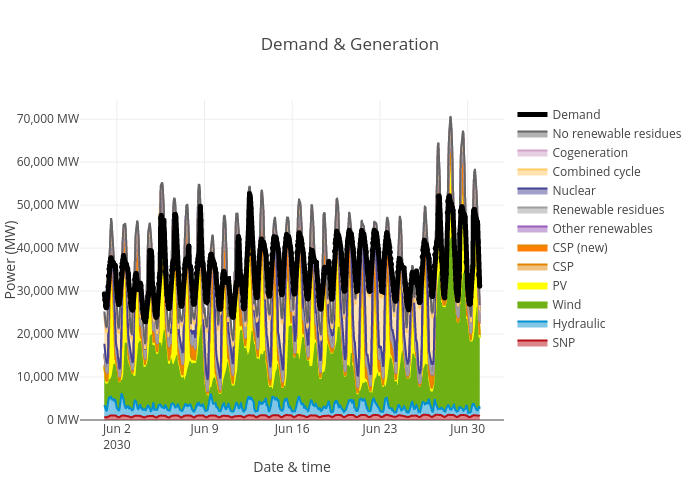 Demand & Generation
70,000 MW
60,000 MW
50,000 MW
40,000 MW
30,000 MW
20,000 MW
10,000 MW
0 MW
Power (MW)
Jun 2
2030
Jun 9
Jun 16
Jun 23
Jun 30
Date & time
Demand
No renewable residues
Cogeneration
Combined cycle
Nuclear
Renewable residues
Other renewables
CSP (new)
CSP
PV
Wind
Hydraulic
SNP